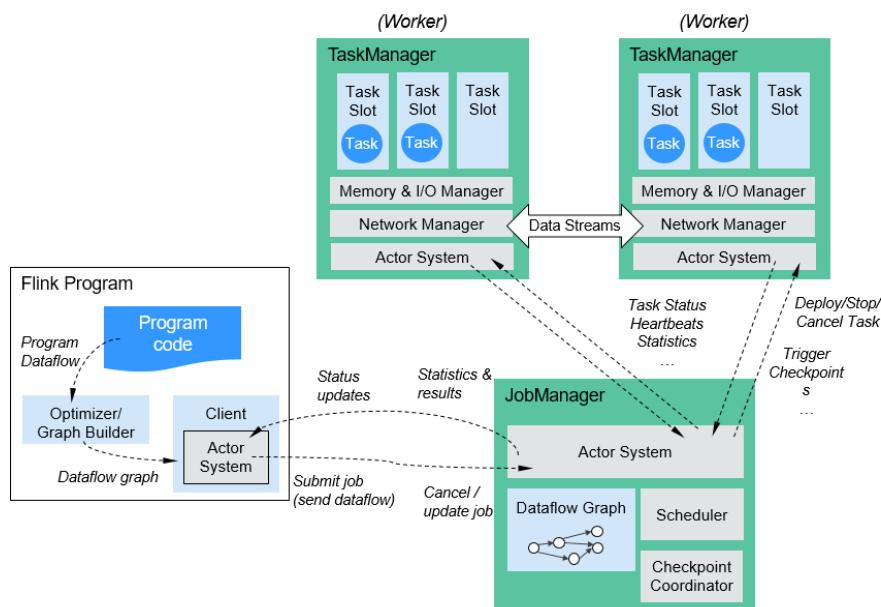 (Worker)
(Worker)
TaskManager
TaskManager
Task
Slot
Task
Task
Slot
Task
Task
Slot
Task
Slot
Task
Task
Slot
Task
Task
Slot
Memory & I/O Manager
Network Manager
Actor System
Data Streams
Memory & I/O Manager
Network Manager
Actor System
Flink Program
Program
code
Program
Dataflow
Optimizer/
Graph Builder
Client
Actor
System
Dataflow graph
Status
updates
Statistics &
results
Submit job
(send dataflow)
Cancel /
update job
Task Status
Heartbeats
Statistics
...
Deploy/Stop/
Cancel Task
Trigger
Checkpoint
s
...
JobManager
Actor System
Dataflow Graph
Scheduler
Checkpoint
Coordinator